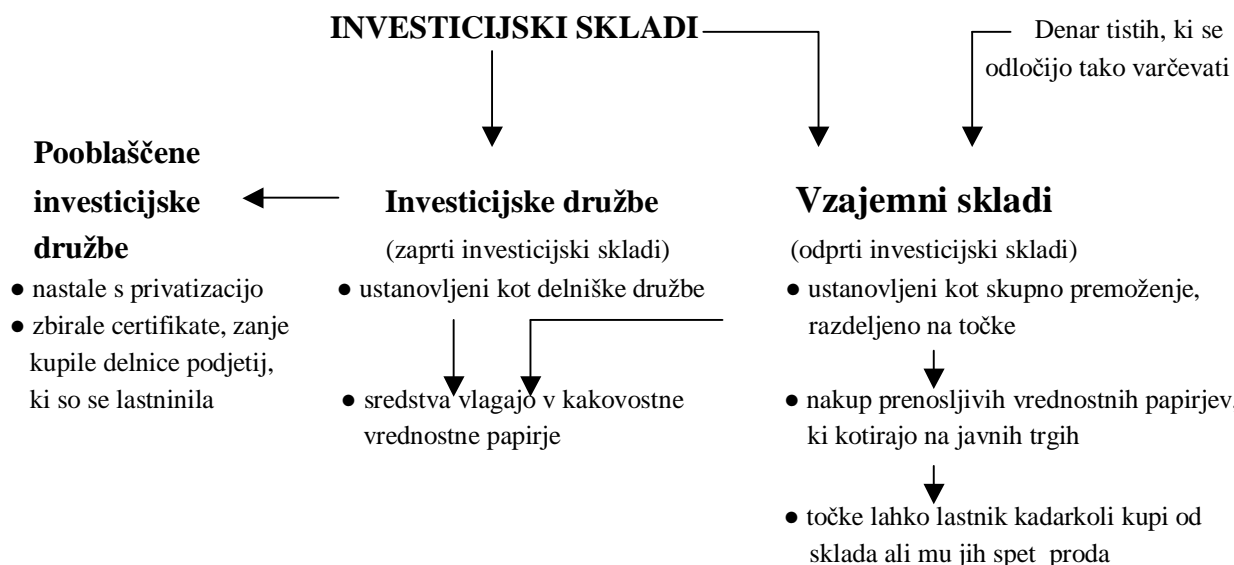 INVESTICIJSKI SKLADI
Denar tistih, ki se
odločijo tako varčevati
Pooblaščene
investicijske
družbe
● nastale s privatizacijo
● zbirale certifikate, zanje
kupile delnice podjetij,
ki so se lastninila
Investicijske družbe
(zaprti investicijski skladi)
● ustanovljeni kot delniške družbe
● sredstva vlagajo v kakovostne
vrednostne papirje
Vzajemni skladi
(odprti investicijski skladi)
● ustanovljeni kot skupno premoženje,
razdeljeno na točke
● nakup prenosljivih vrednostnih papirjev,
ki kotirajo na javnih trgih
● točke lahko lastnik kadarkoli kupi od
sklada ali mu jih spet proda